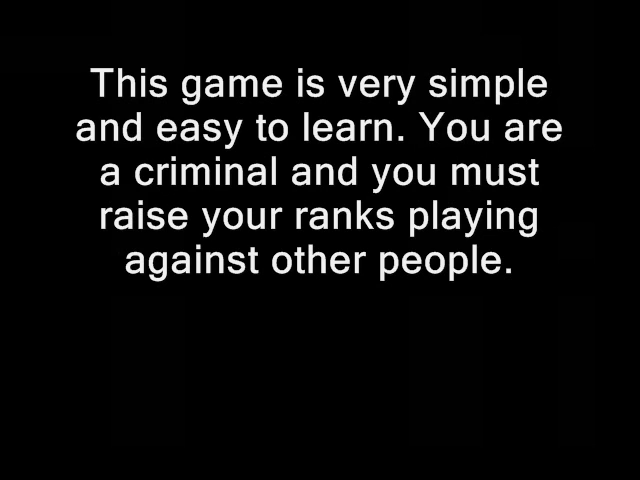 This game is very simple
and easy to learn. You are
a criminal and you must
raise your ranks playing
against other people.